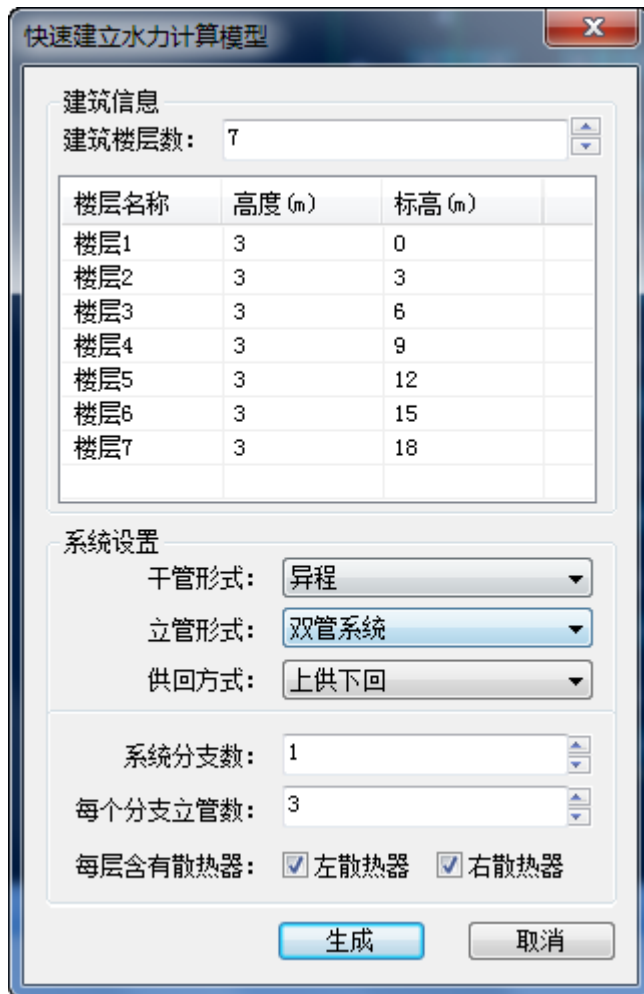 快速建立水力计算模型
建筑信息
建筑楼层数: 7
楼层名称 高度(m) 标高(m)
楼层1 3 0
楼层2 3 3
楼层3 3 6
楼层4 3 9
楼层5 3 12
楼层6 3 15
楼层7 3 18
系统设置
干管形式: 异程
立管形式: 双管系统
供回方式: 上供下回
系统分支数: 1
每个分支立管数: 3
每层含有散热器: 左散热器 右散热器
生成 取消